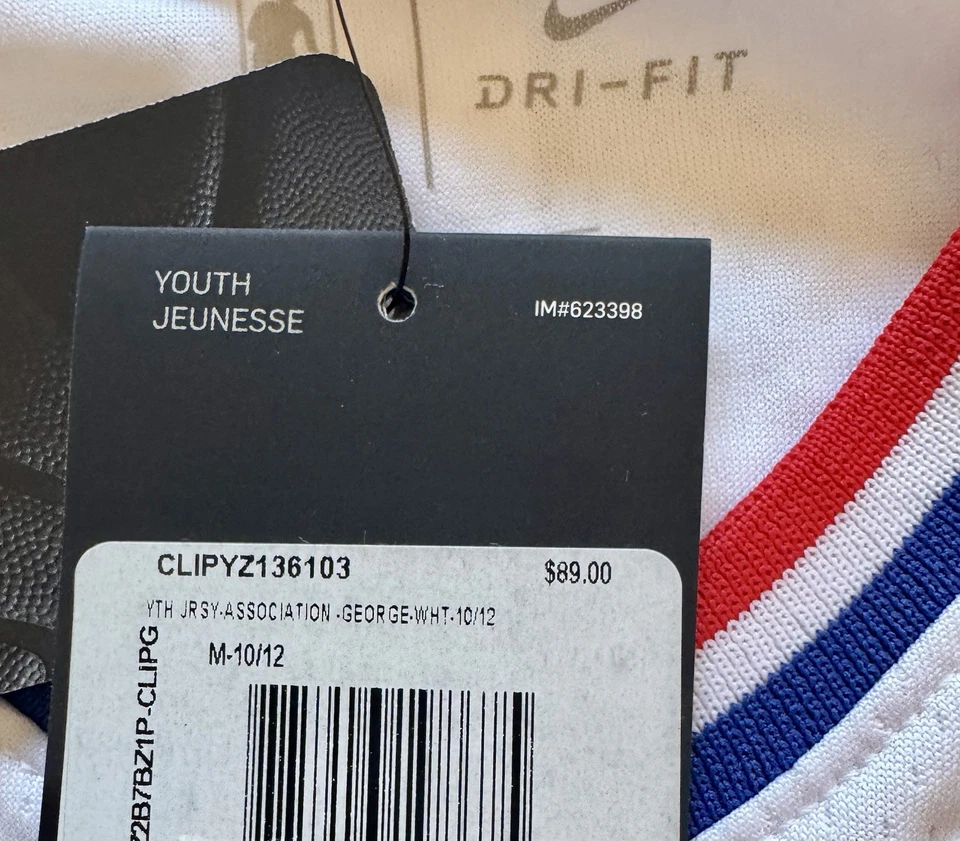 DRI-FIT
YOUTH
JEUNESSE
IM#623398
CLIPYZ136103
$89.00
YTH JRSY-ASSOCIATION -GEORGE-WHT-10/12
M-10/12
72B7BZ1P-CLIPG